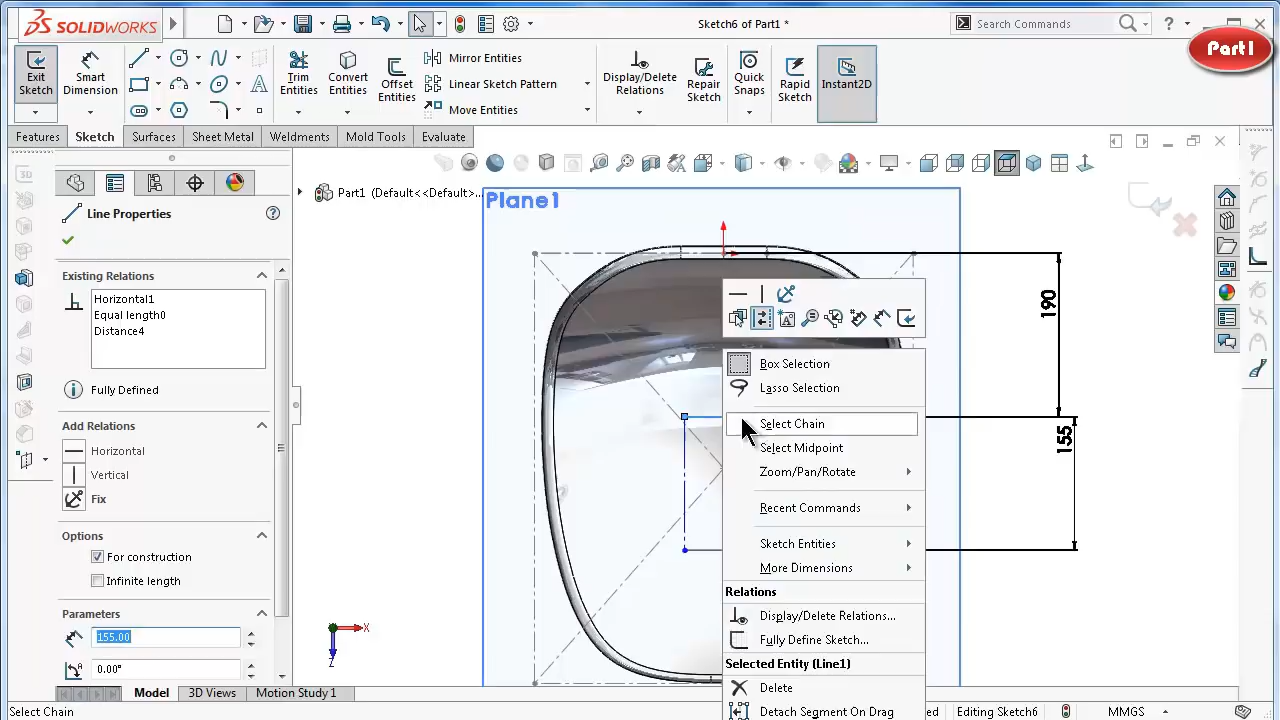 SOLIDWORKS
Sketch6 of Part1 *
Search Commands
?
Part1
Exit Sketch
Smart Dimension
Trim Entities
Convert Entities
Offset Entities
Mirror Entities
Linear Sketch Pattern
Move Entities
Display/Delete Relations
Repair Sketch
Quick Snaps
Rapid Sketch
Instant2D
Features
Sketch
Surfaces
Sheet Metal
Weldments
Mold Tools
Evaluate
Line Properties
?
Existing Relations
Horizontal1
Equal length0
Distance4
Fully Defined
Add Relations
Horizontal
Vertical
Fix
Options
For construction
Infinite length
Parameters
155.00
0.00°
Part1 (Default<<Default>...
Plane1
190
155
X
Z
Box Selection
Lasso Selection
Select Chain
Select Midpoint
Zoom/Pan/Rotate
Recent Commands
Sketch Entities
More Dimensions
Relations
Display/Delete Relations...
Fully Define Sketch...
Selected Entity (Line1)
Delete
Detach Segment On Drag
Model
3D Views
Motion Study 1
Select Chain
Editing Sketch6
MMGS